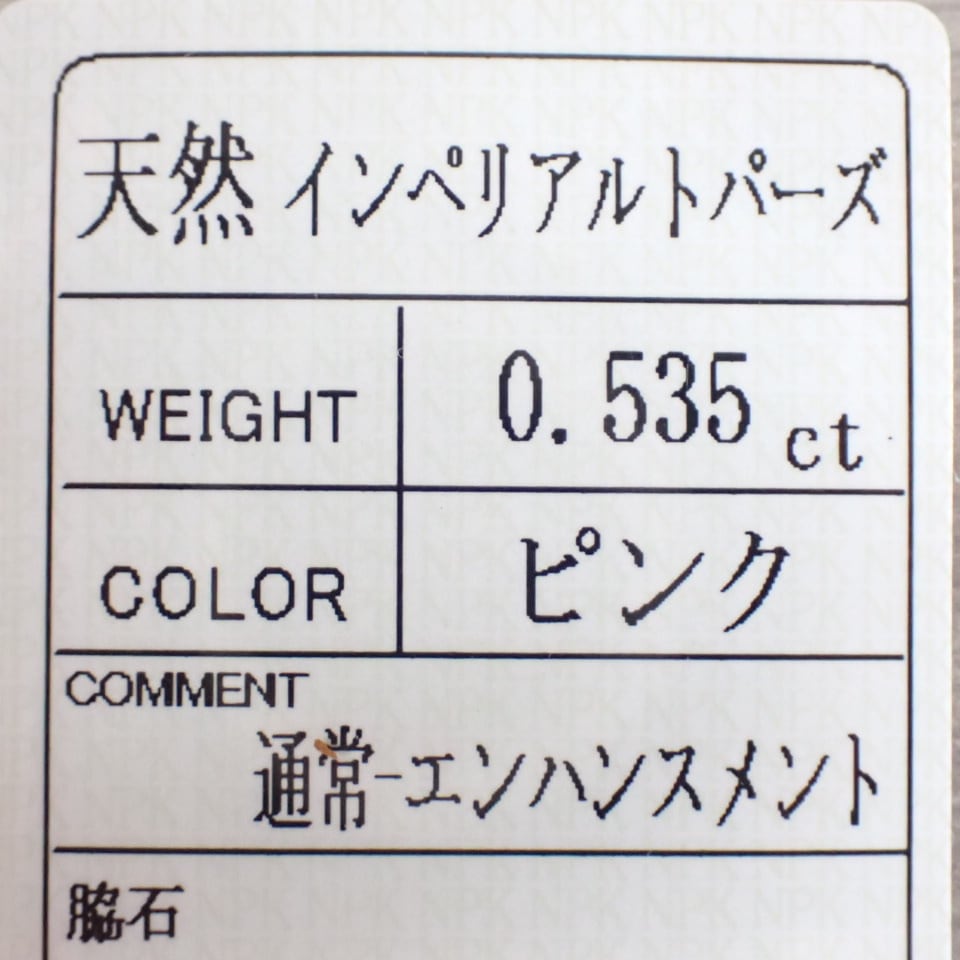 天然 インペリアルトパーズ
WEIGHT 0.535 ct
COLOR ピンク
COMMENT
通常-エンハンスメント
脇石